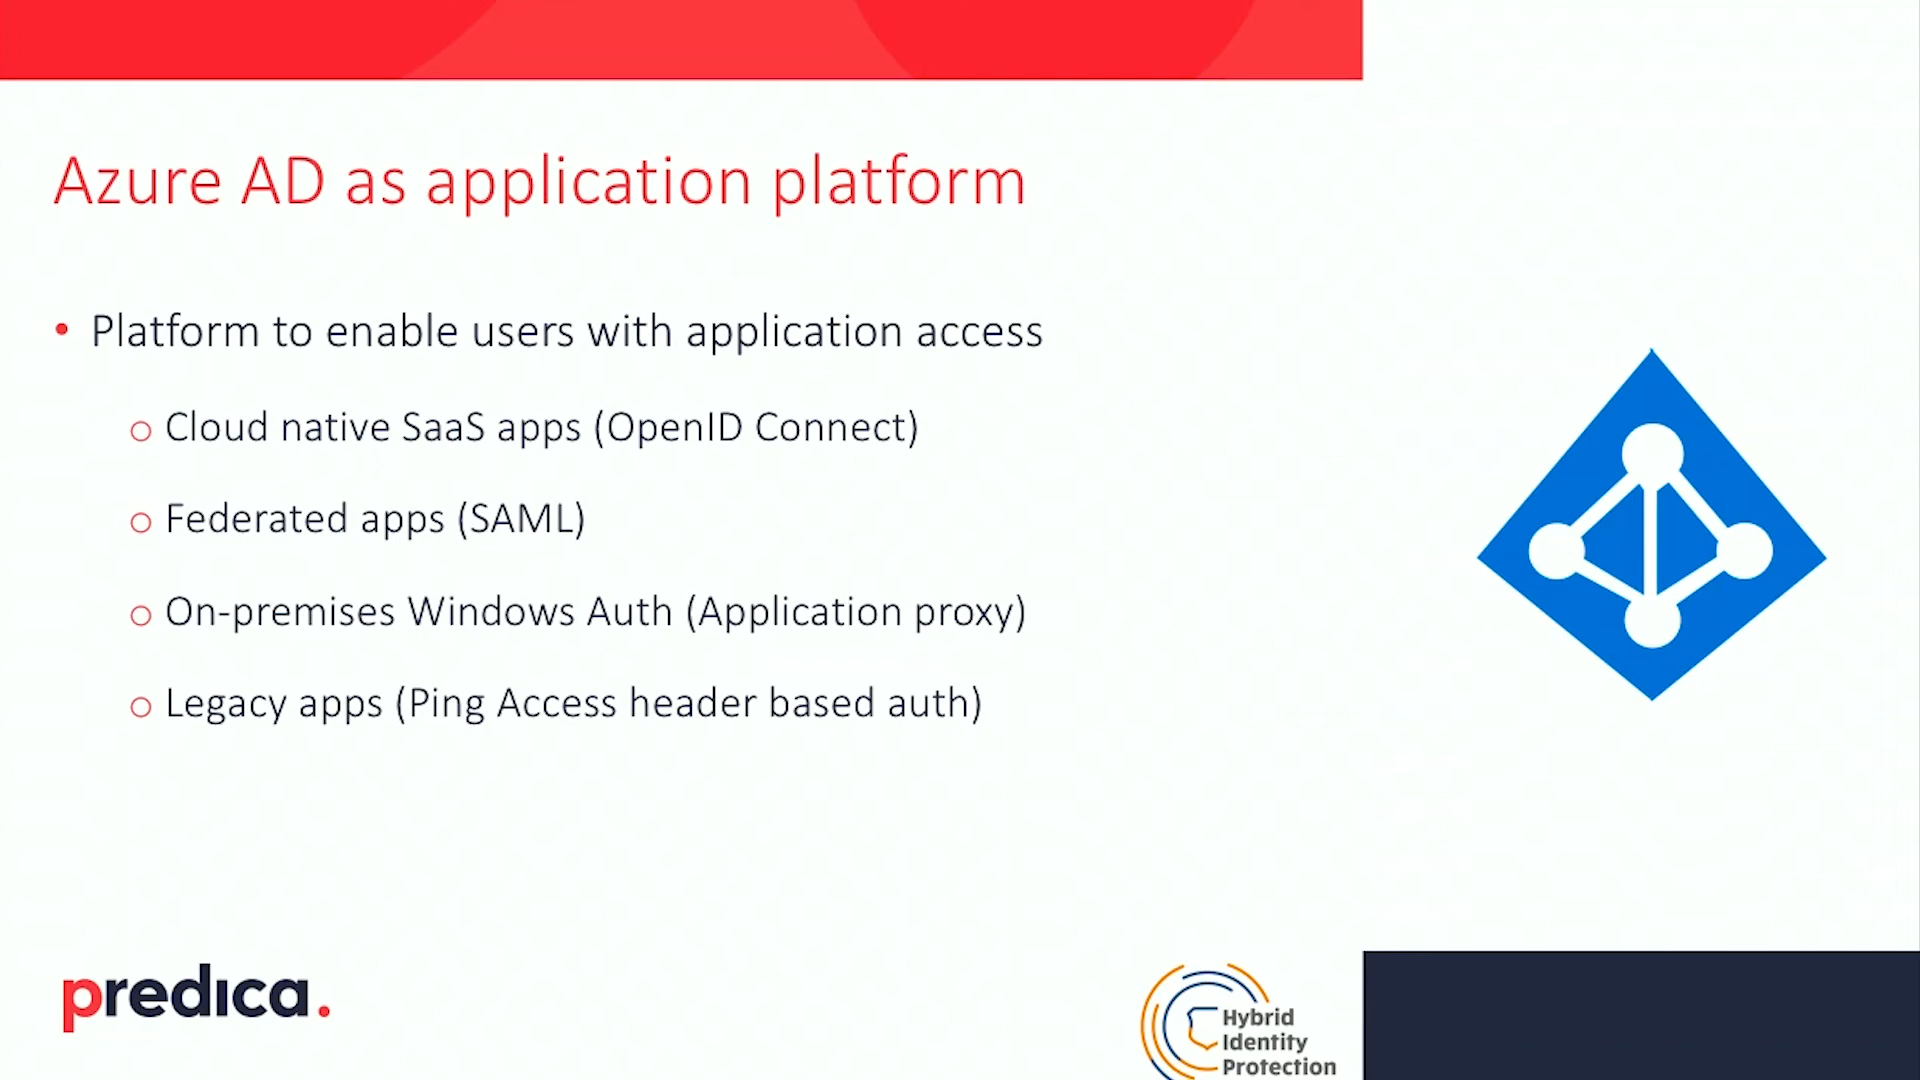 Azure AD as application platform
• Platform to enable users with application access
o Cloud native SaaS apps (OpenID Connect)
o Federated apps (SAML)
o On-premises Windows Auth (Application proxy)
o Legacy apps (Ping Access header based auth)
predica.
Hybrid
Identity
Protection